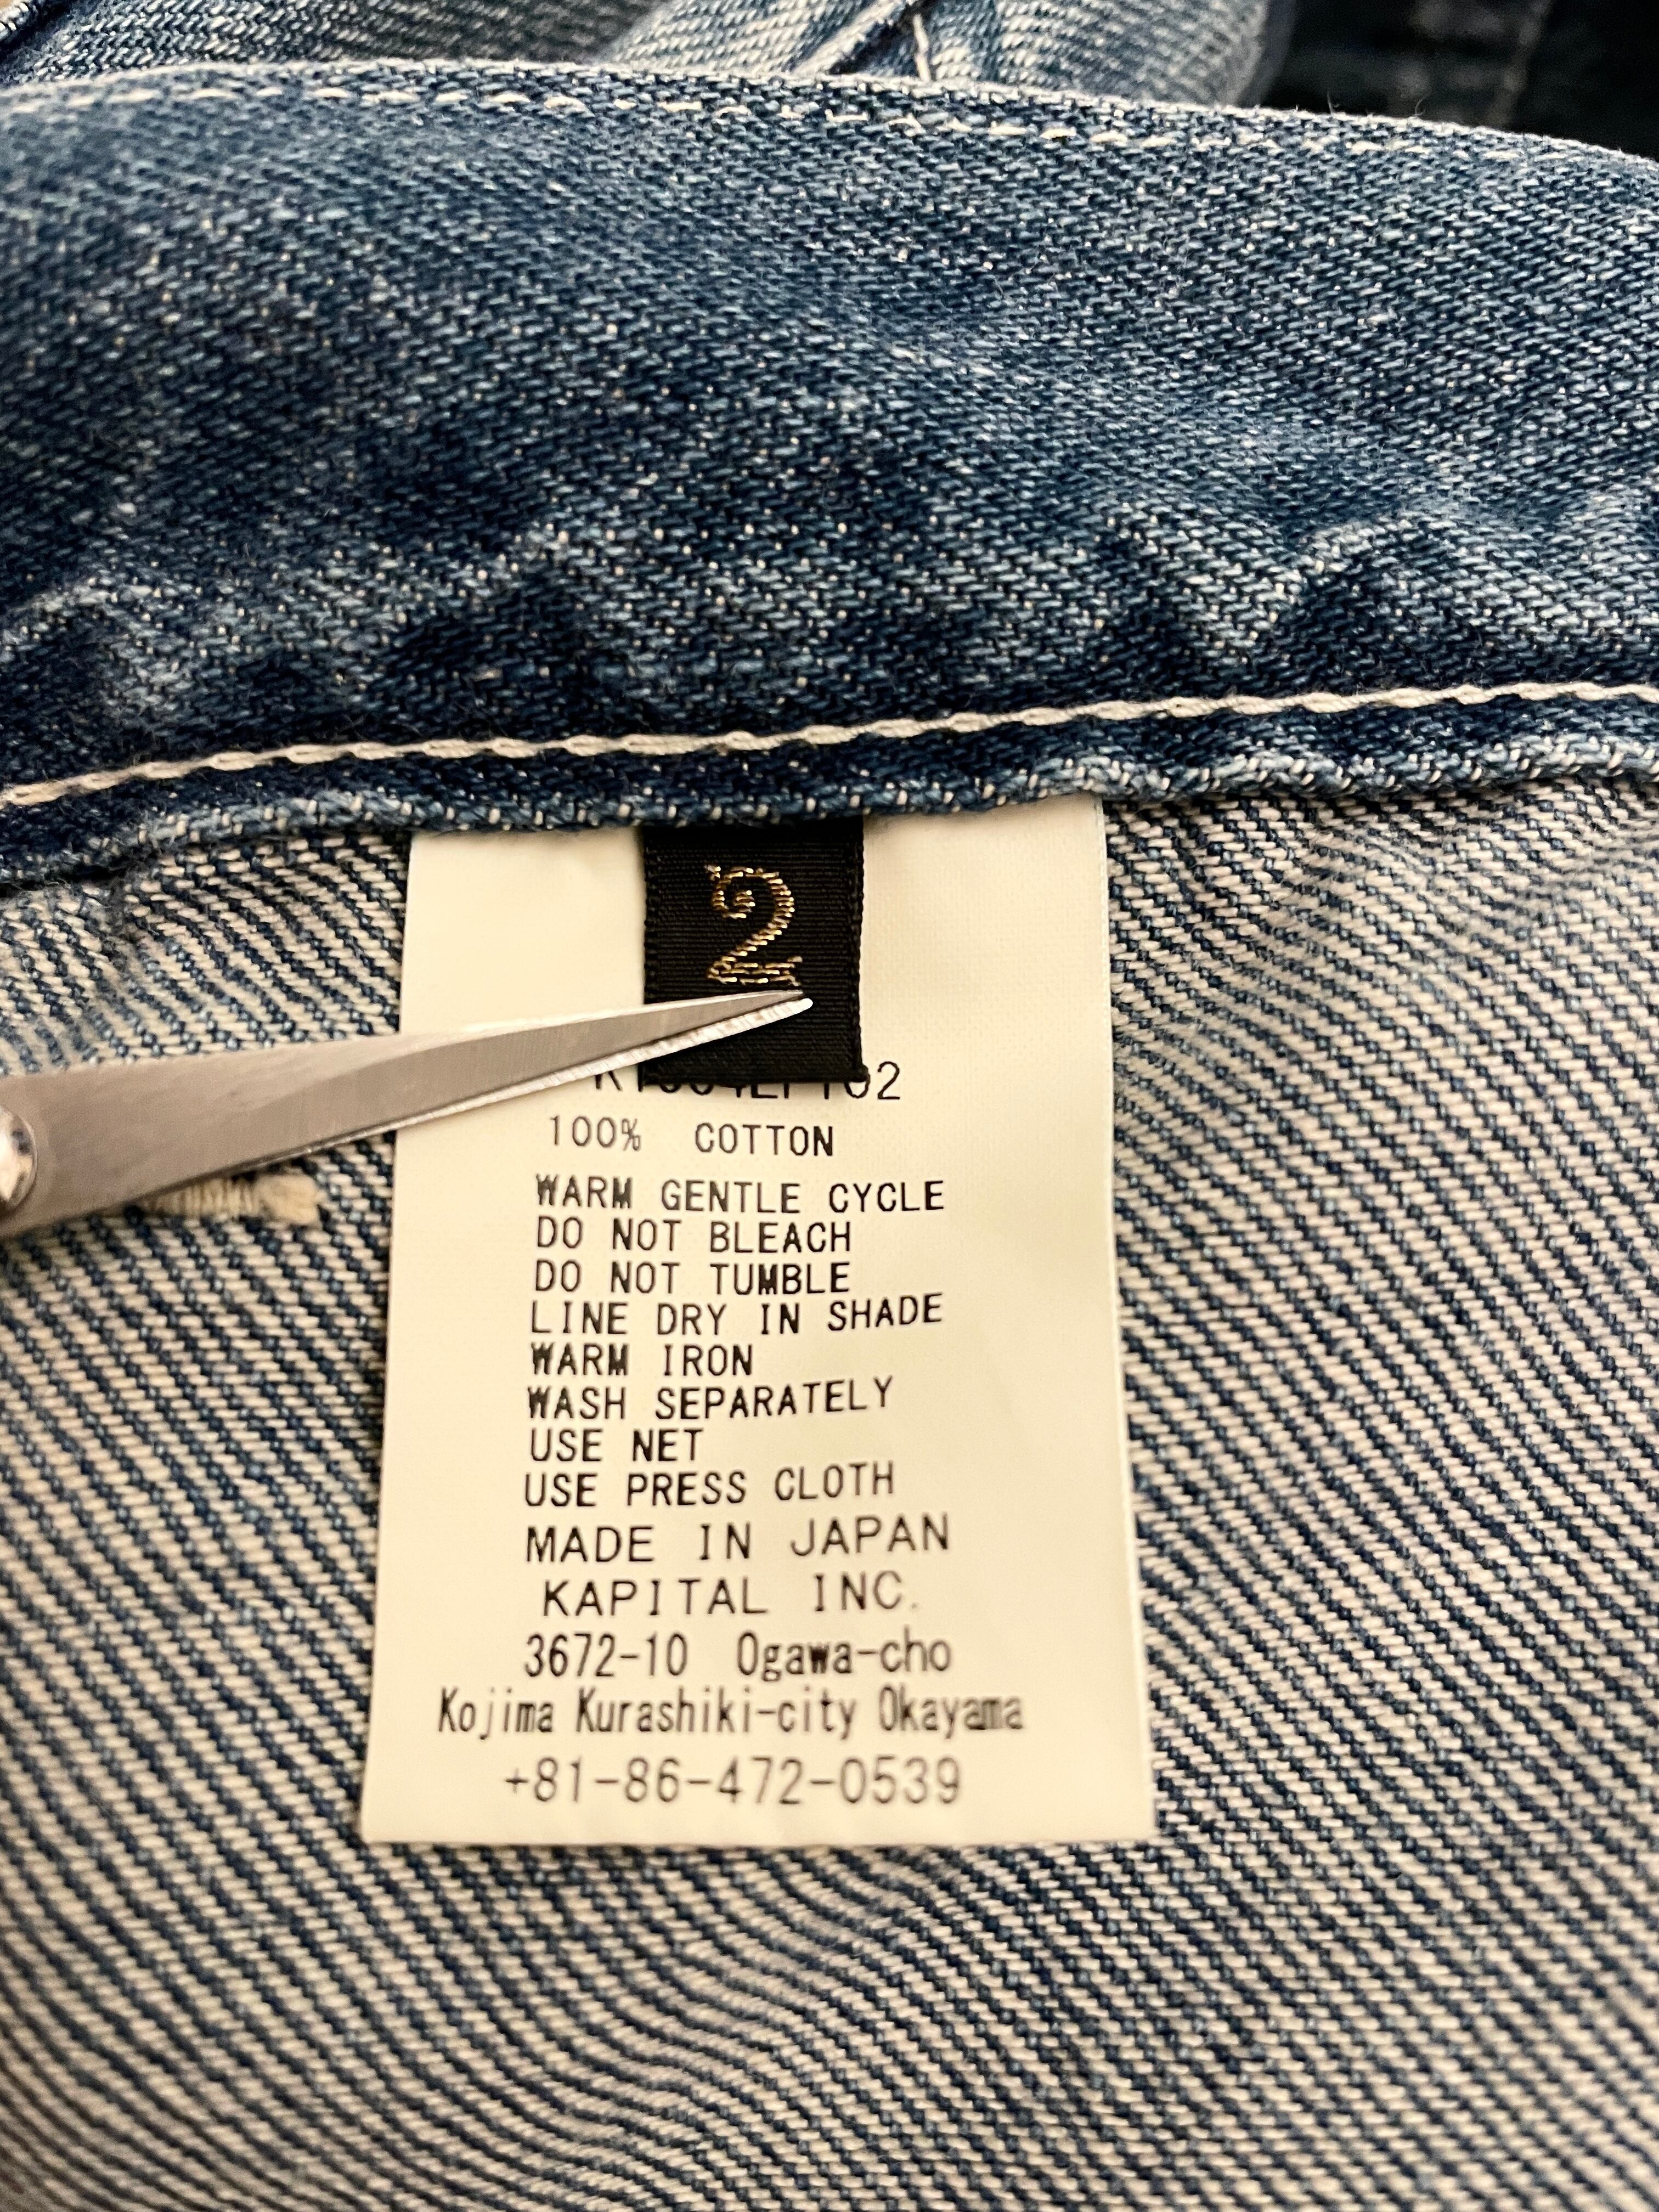 2
100% COTTON
WARM GENTLE CYCLE
DO NOT BLEACH
DO NOT TUMBLE
LINE DRY IN SHADE
WARM IRON
WASH SEPARATELY
USE NET
USE PRESS CLOTH
MADE IN JAPAN
KAPITAL INC.
3672-10 Ogawa-cho
Kojima Kurashiki-city Okayama
+81-86-472-0539